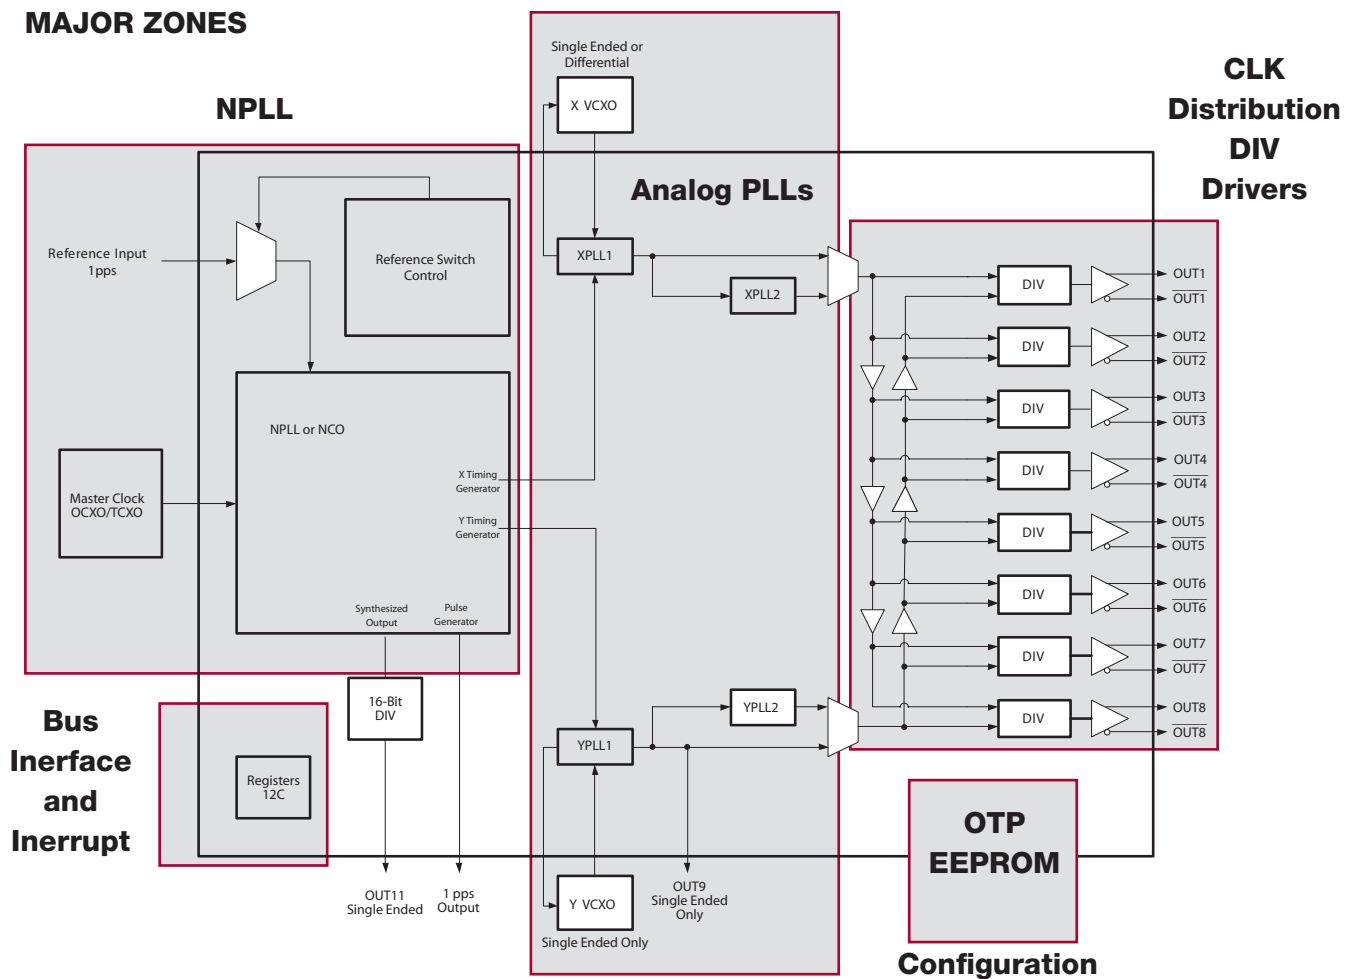 MAJOR ZONES
NPLL
Single Ended or
Differential
X VCXO
CLK
Distribution
DIV
Drivers
Analog PLLs
Reference Input
1pps
Reference Switch
Control
XPLL1
XPLL2
NPLL or NCO
X Timing
Generator
Y Timing
Generator
Master Clock
OCXO/TCXO
Synthesized
Output
Pulse
Generator
DIV
OUT1
OUT1
DIV
OUT2
OUT2
DIV
OUT3
OUT3
DIV
OUT4
OUT4
DIV
OUT5
OUT5
DIV
OUT6
OUT6
DIV
OUT7
OUT7
DIV
OUT8
OUT8
16-Bit
DIV
YPLL2
YPLL1
Bus
Inerface
and
Inerrupt
Registers
12C
OUT11
Single Ended
1 pps
Output
Y VCXO
Single Ended Only
OUT9
Single Ended
Only
OTP
EEPROM
Configuration